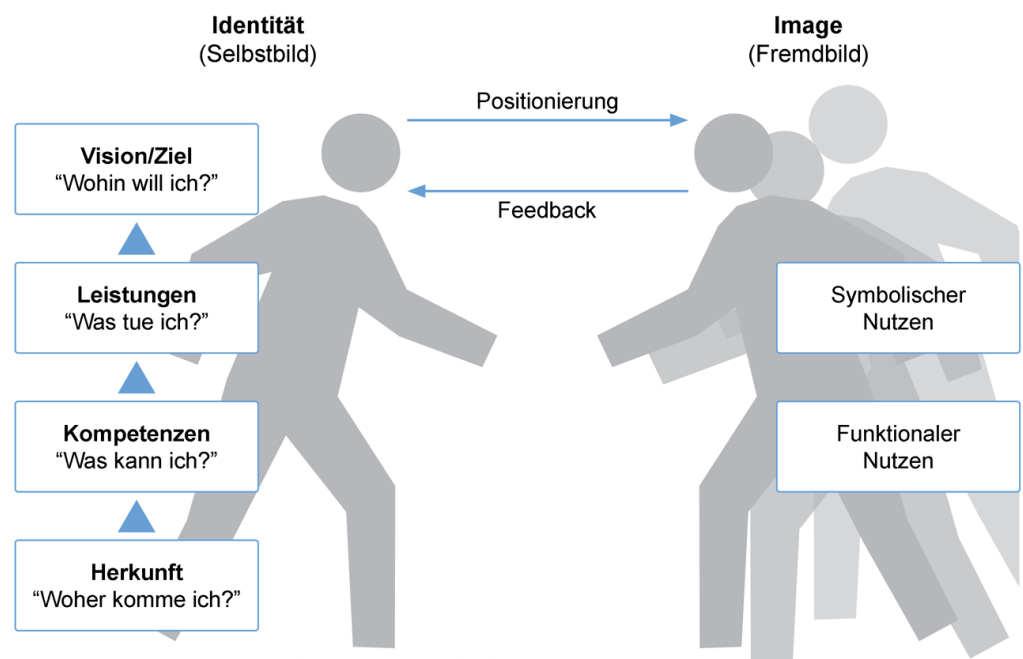 Identität
(Selbstbild)
Image
(Fremdbild)
Positionierung
Feedback
Vision/Ziel
“Wohin will ich?”
Leistungen
“Was tue ich?”
Kompetenzen
“Was kann ich?”
Herkunft
“Woher komme ich?”
Symbolischer
Nutzen
Funktionaler
Nutzen